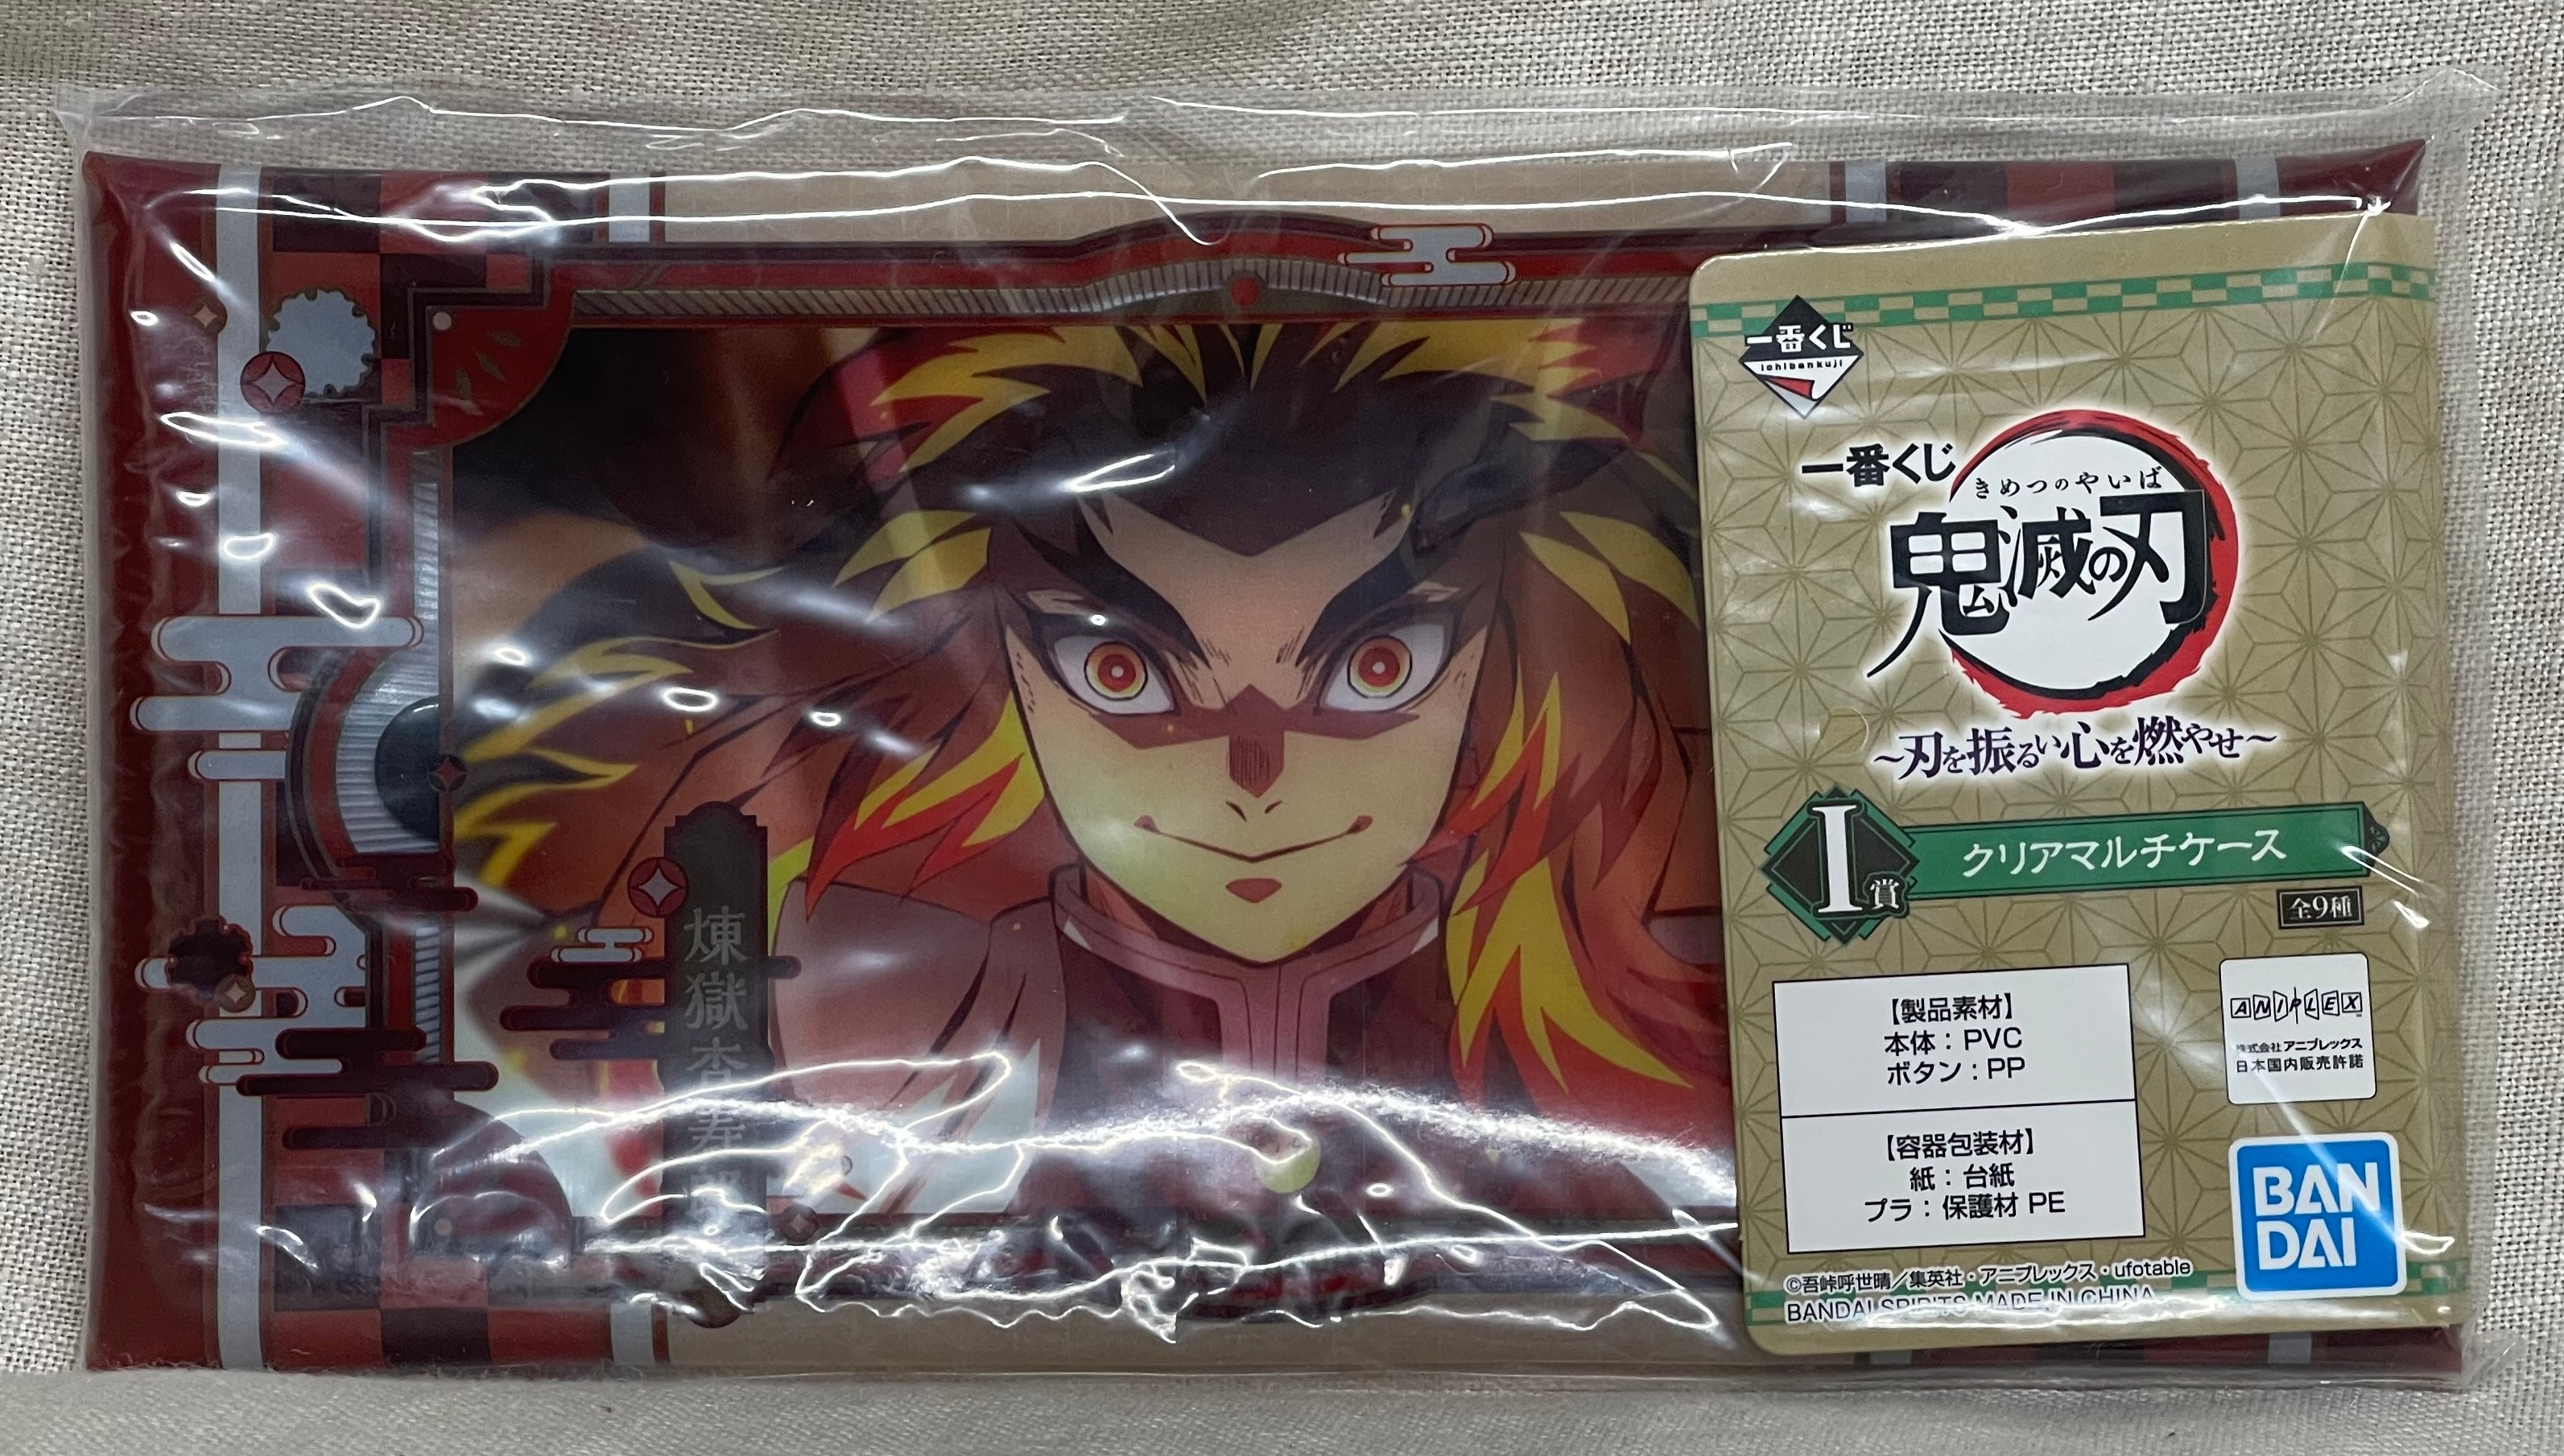 一番くじ
ichibankuji
一番くじ
きめつのやいば
鬼滅の刃
～刃を振るい心を燃やせ～
I賞
クリアマルチケース
全9種
【製品素材】
本体：PVC
ボタン：PP
【容器包装材】
紙：台紙
プラ：保護材 PE
ANIPLEX
株式会社アニプレックス
日本国内販売許諾
BAN
DAI
©吾峠呼世晴／集英社・アニプレックス・ufotable
BANDAI SPIRITS MADE IN CHINA
煉獄杏寿郎